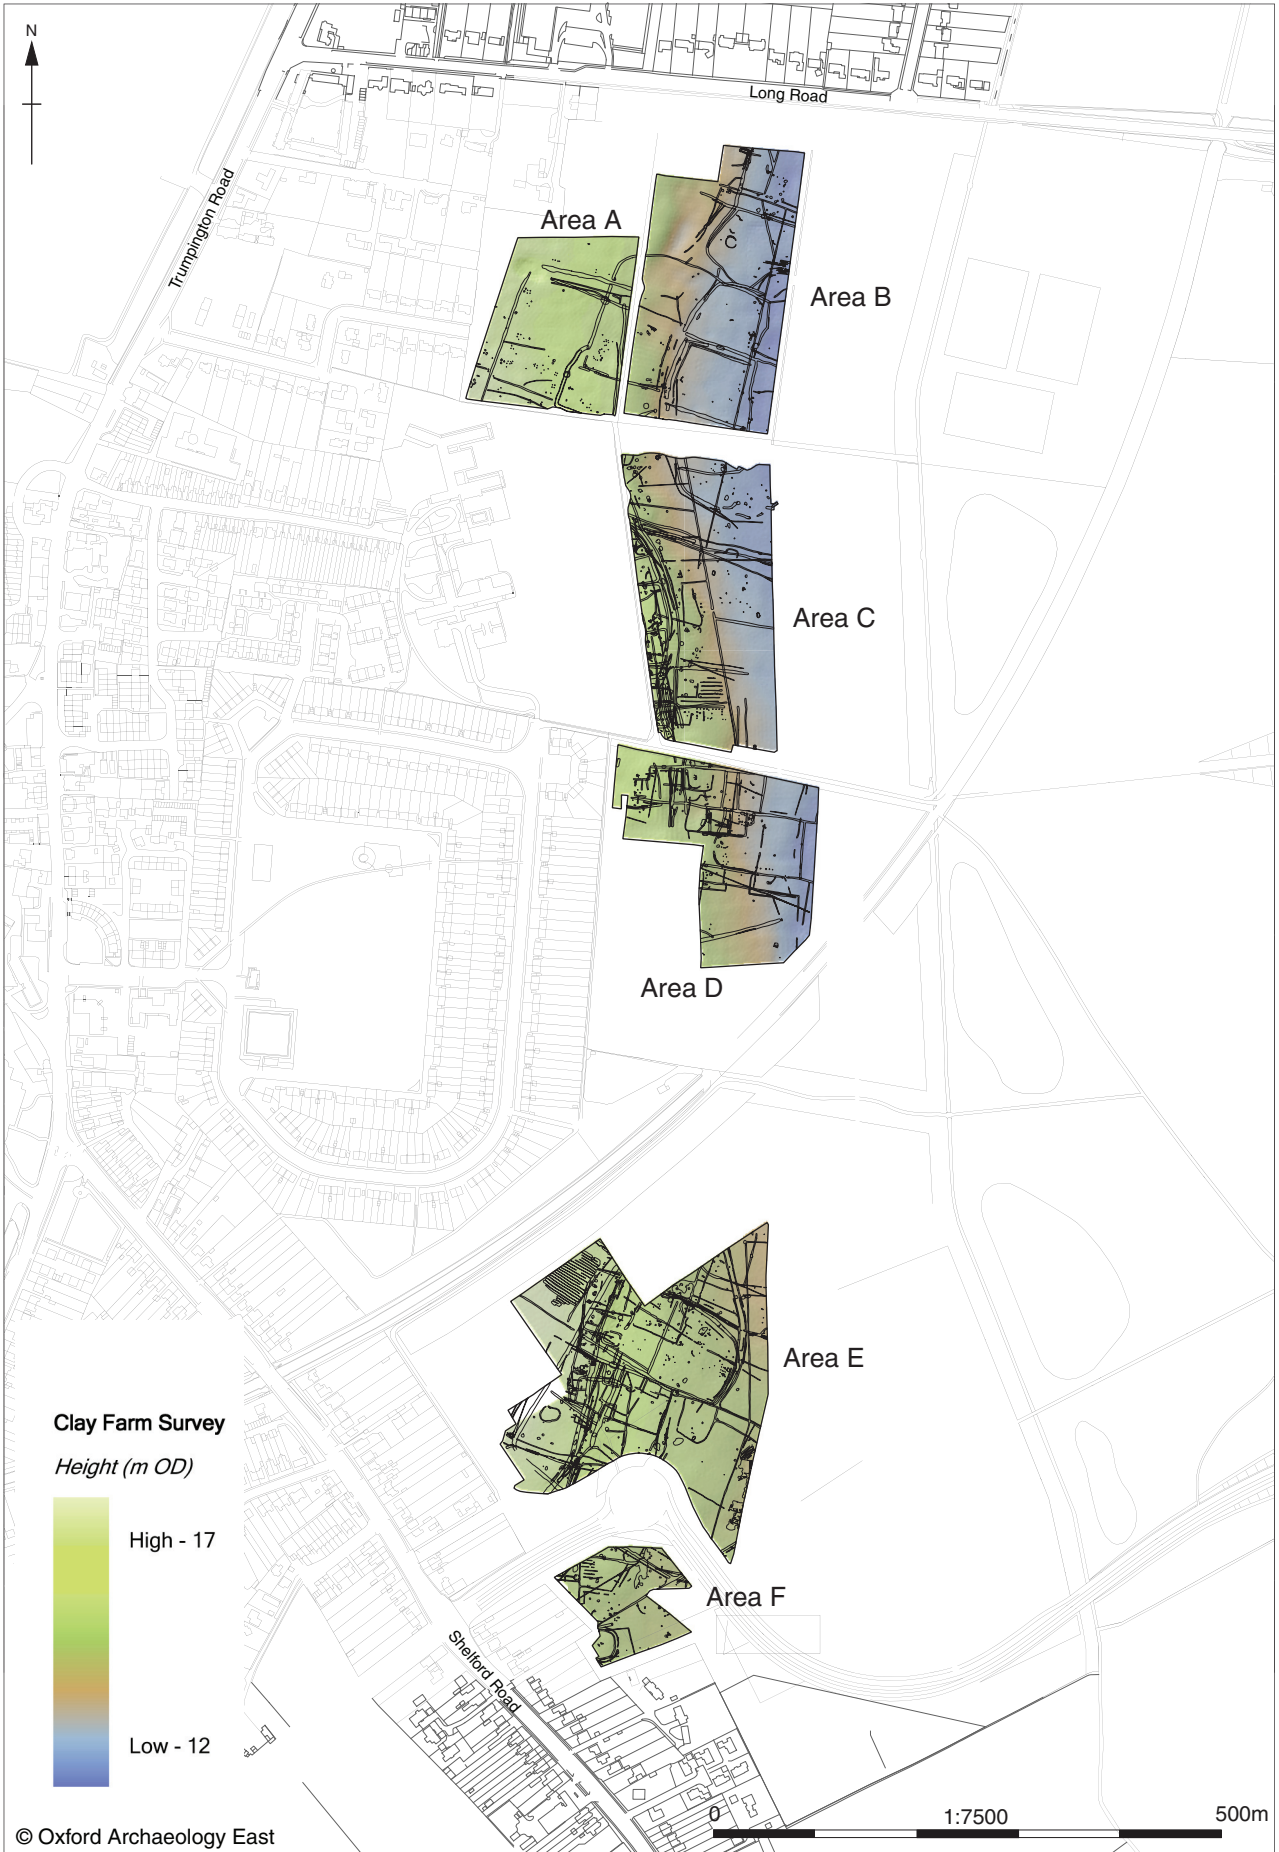 N
Long Road
Trumpington Road
Area A
Area B
Area C
Area D
Area E
Area F
Shelford Road
Clay Farm Survey
Height (m OD)
High - 17
Low - 12
0 1:7500 500m
© Oxford Archaeology East